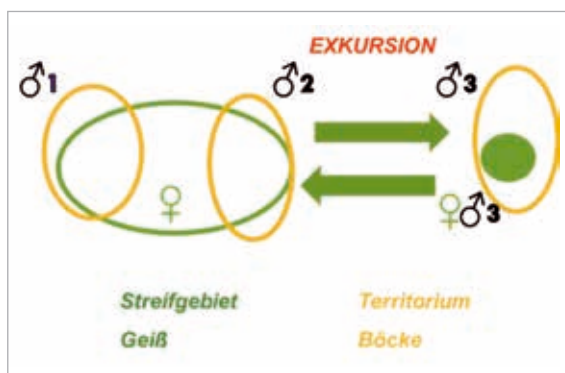 EXKURSION
♂1 ♂2 ♂3
♀ ♀♂3
Streifgebiet Territorium
Geiß Böcke